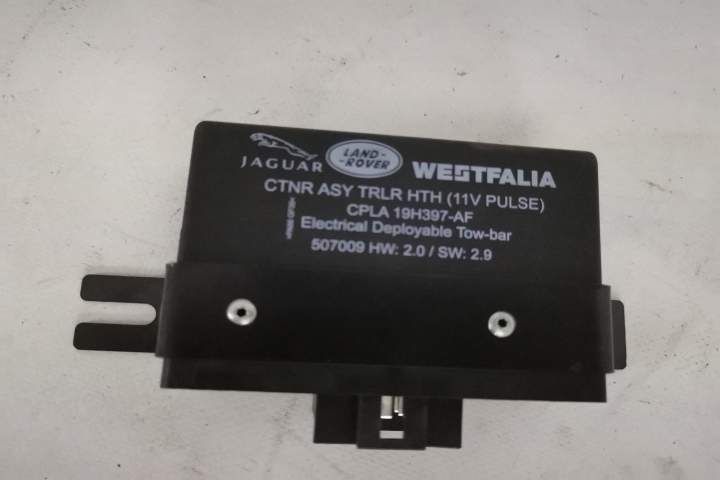 JAGUAR LAND-ROVER WESTFALIA
CTNR ASY TRLR HTH (11V PULSE)
CPLA 19H397-AF
Electrical Deployable Tow-bar
507009 HW: 2.0 / SW: 2.9